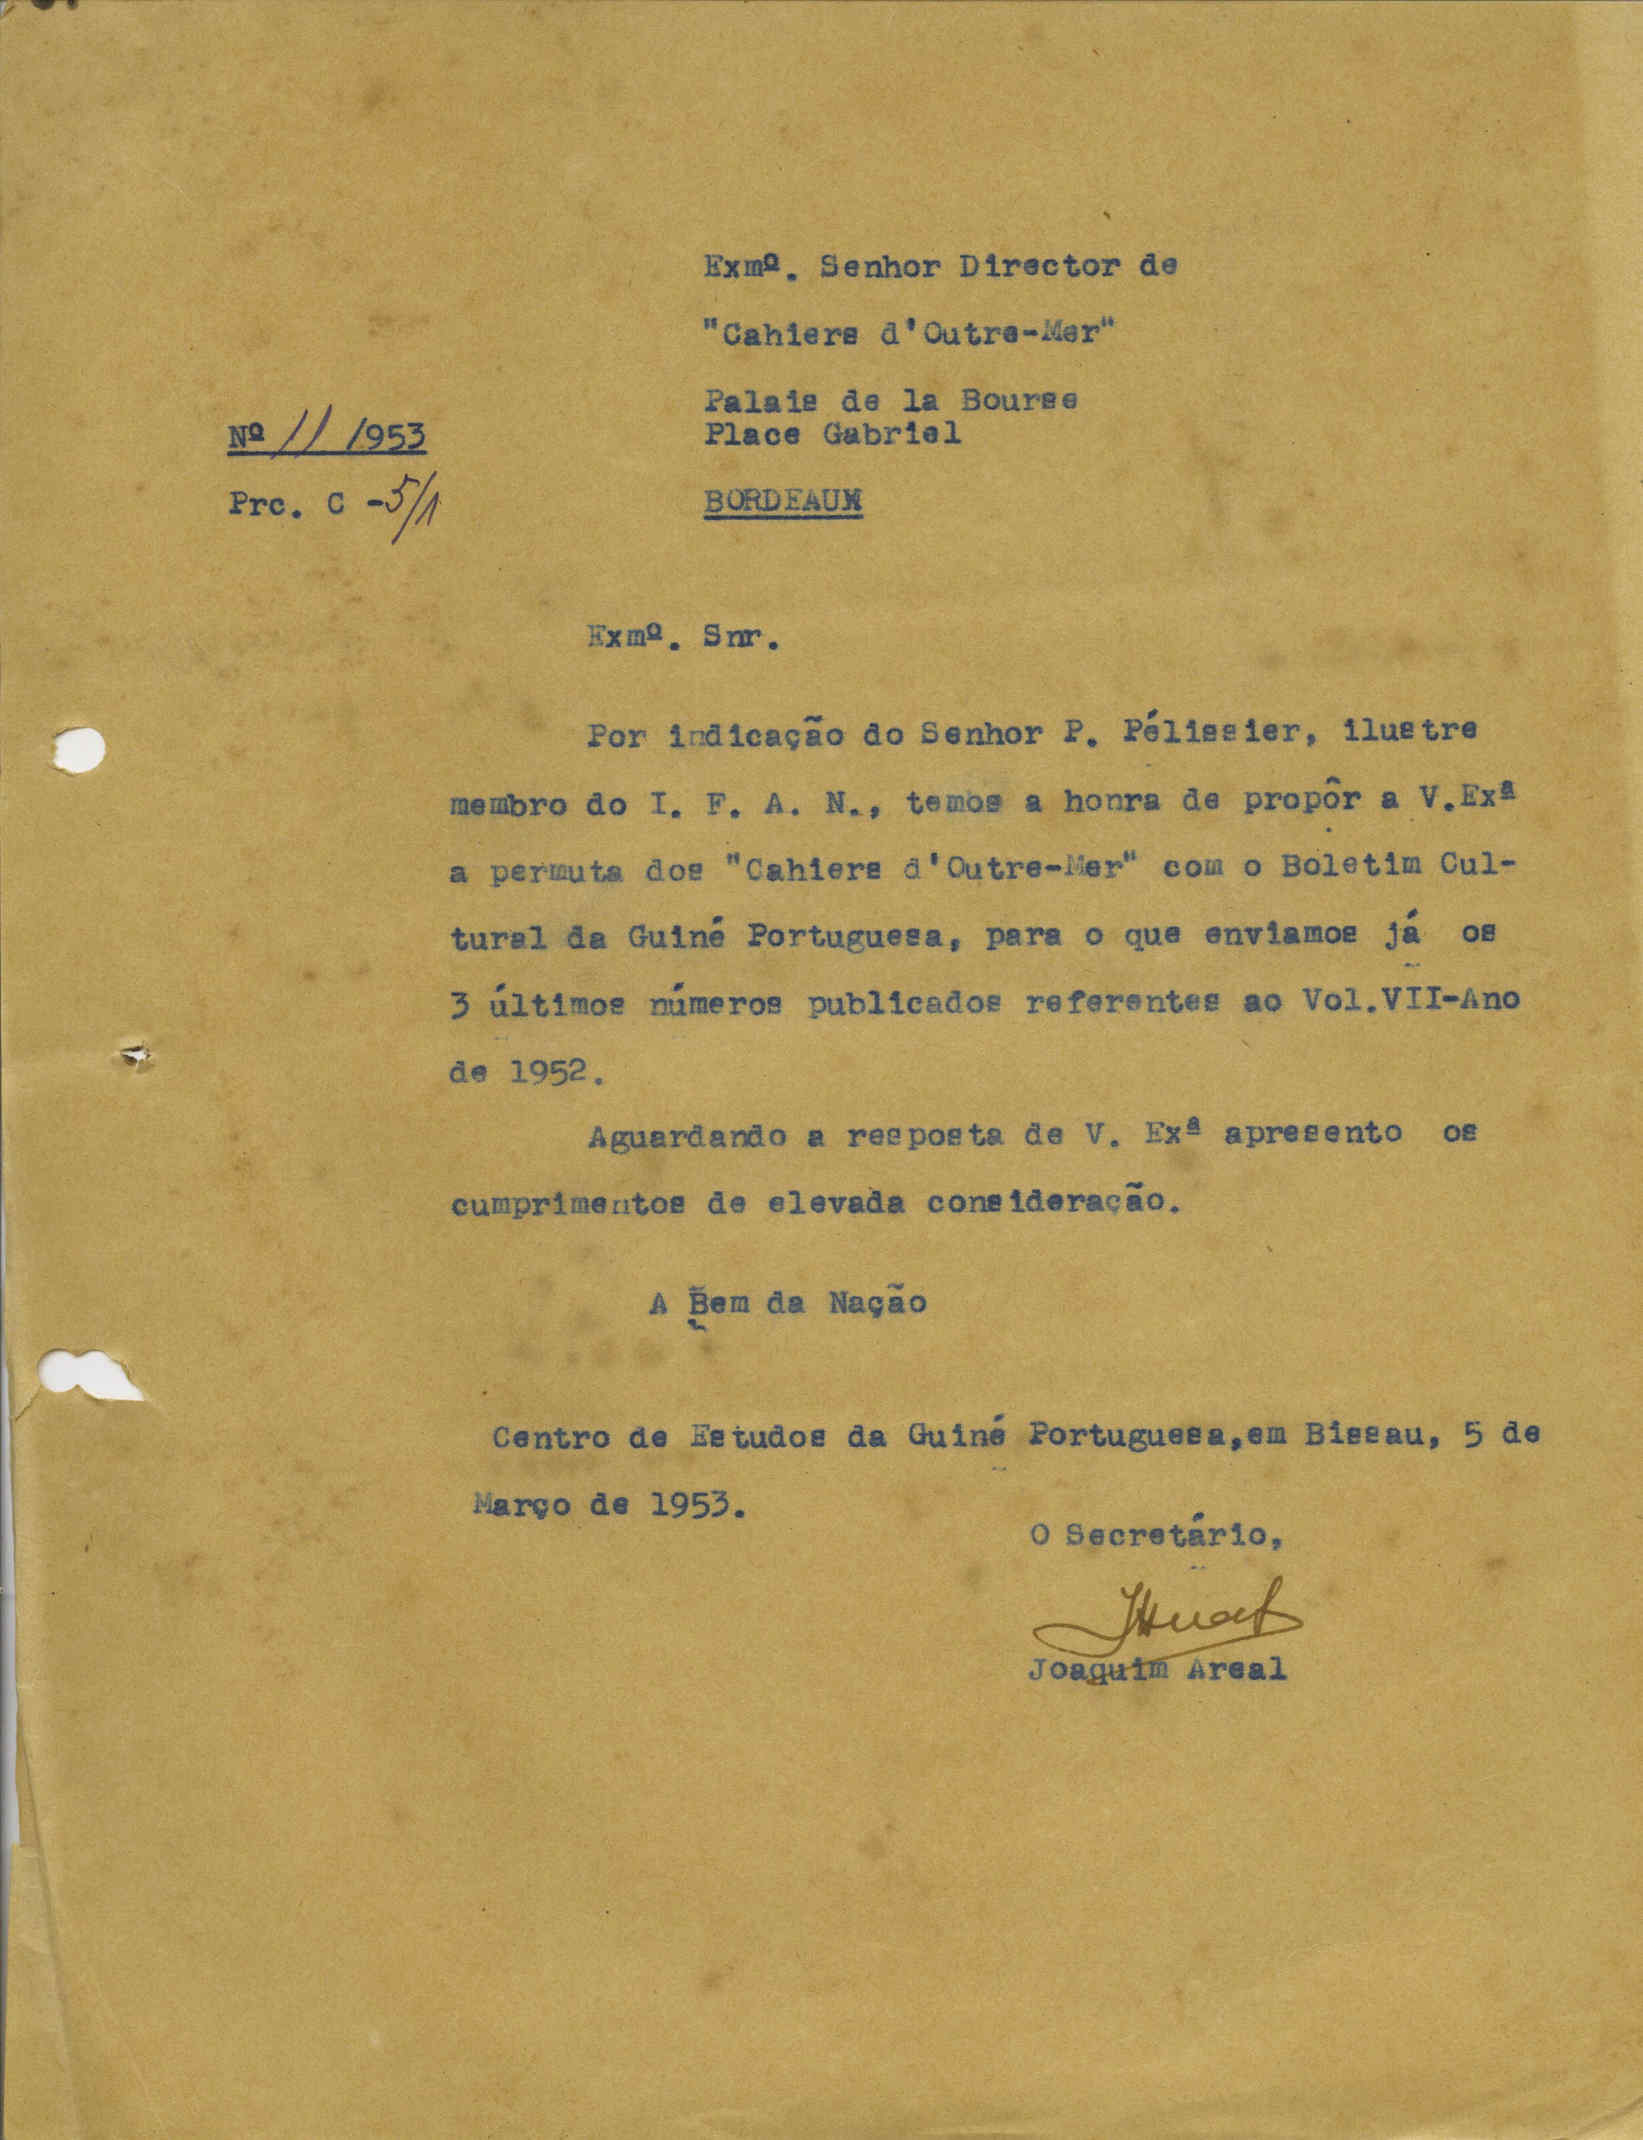 Exmº. Senhor Director de
"Cahiers d'Outre-Mer"
Palais de la Bourse
Nº 11 /953
Place Gabriel
Prc. C -5/1
BORDEAUX
Exmº. Snr.
Por indicação do Senhor P. Pélissier, ilustre
membro do I. F. A. N., temos a honra de propôr a V.Exª
a permuta dos "Cahiers d'Outre-Mer" com o Boletim Cul-
tural da Guiné Portuguesa, para o que enviamos já os
3 últimos números publicados referentes ao Vol.VII-Ano
de 1952.
Aguardando a resposta de V. Exª apresento os
cumprimentos de elevada consideração.
A Bem da Nação
Centro de Estudos da Guiné Portuguesa,em Bissau, 5 de
Março de 1953.
O Secretário,
Joaquim Areal